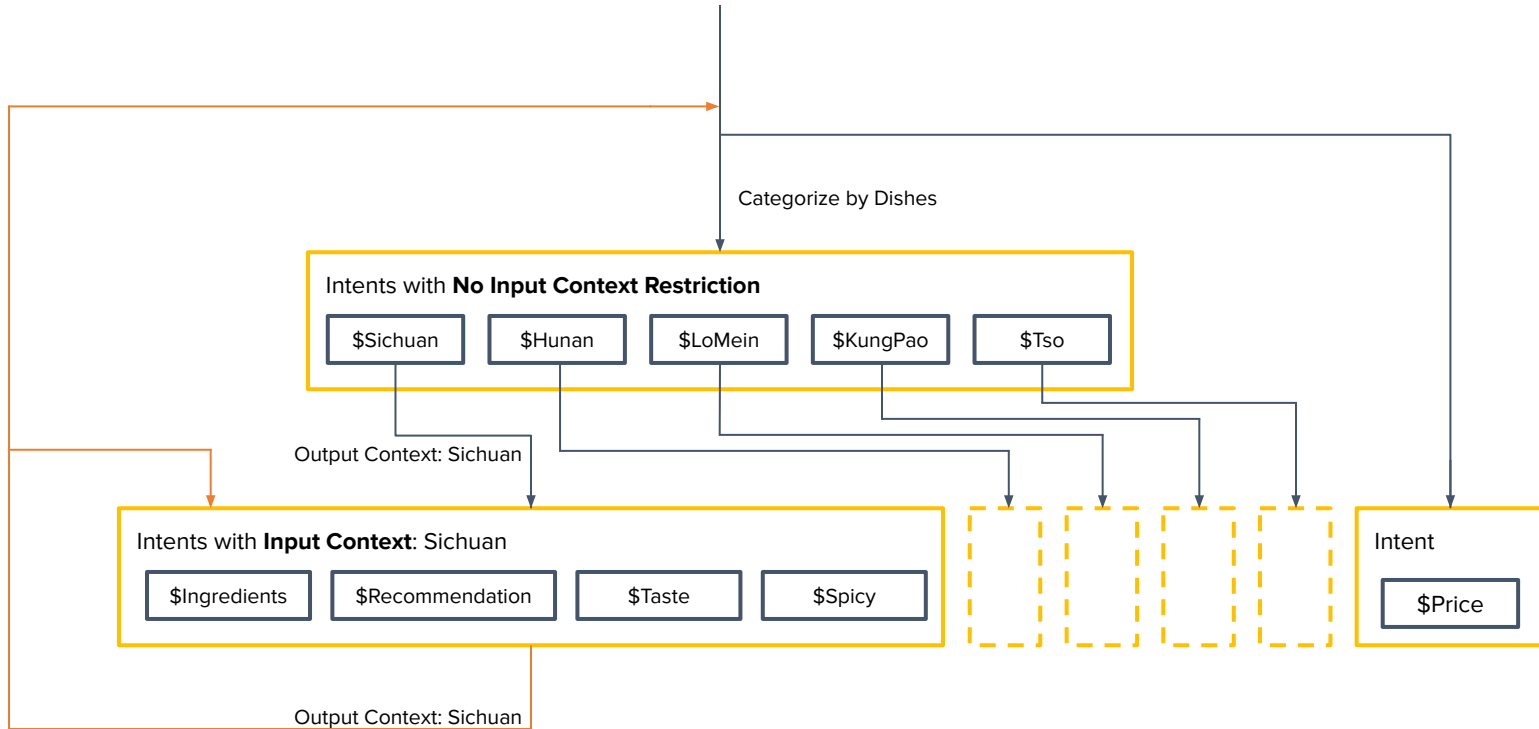 Categorize by Dishes
Intents with No Input Context Restriction
$Sichuan
$Hunan
$LoMein
$KungPao
$Tso
Output Context: Sichuan
Intents with Input Context: Sichuan
$Ingredients
$Recommendation
$Taste
$Spicy
Intent
$Price
Output Context: Sichuan